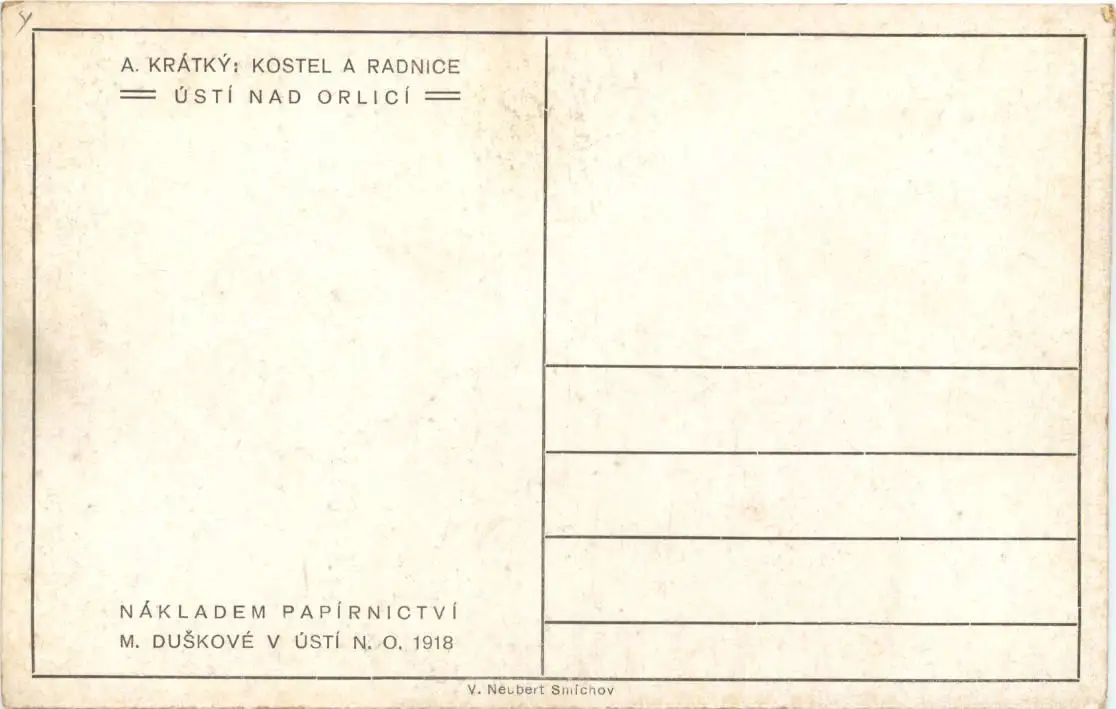 A. KRÁTKÝ: KOSTEL A RADNICE
ÚSTÍ NAD ORLICÍ
NÁKLADEM PAPÍRNICTVÍ
M. DUŠKOVÉ V ÚSTÍ N. O. 1918
V. Neubert Smíchov